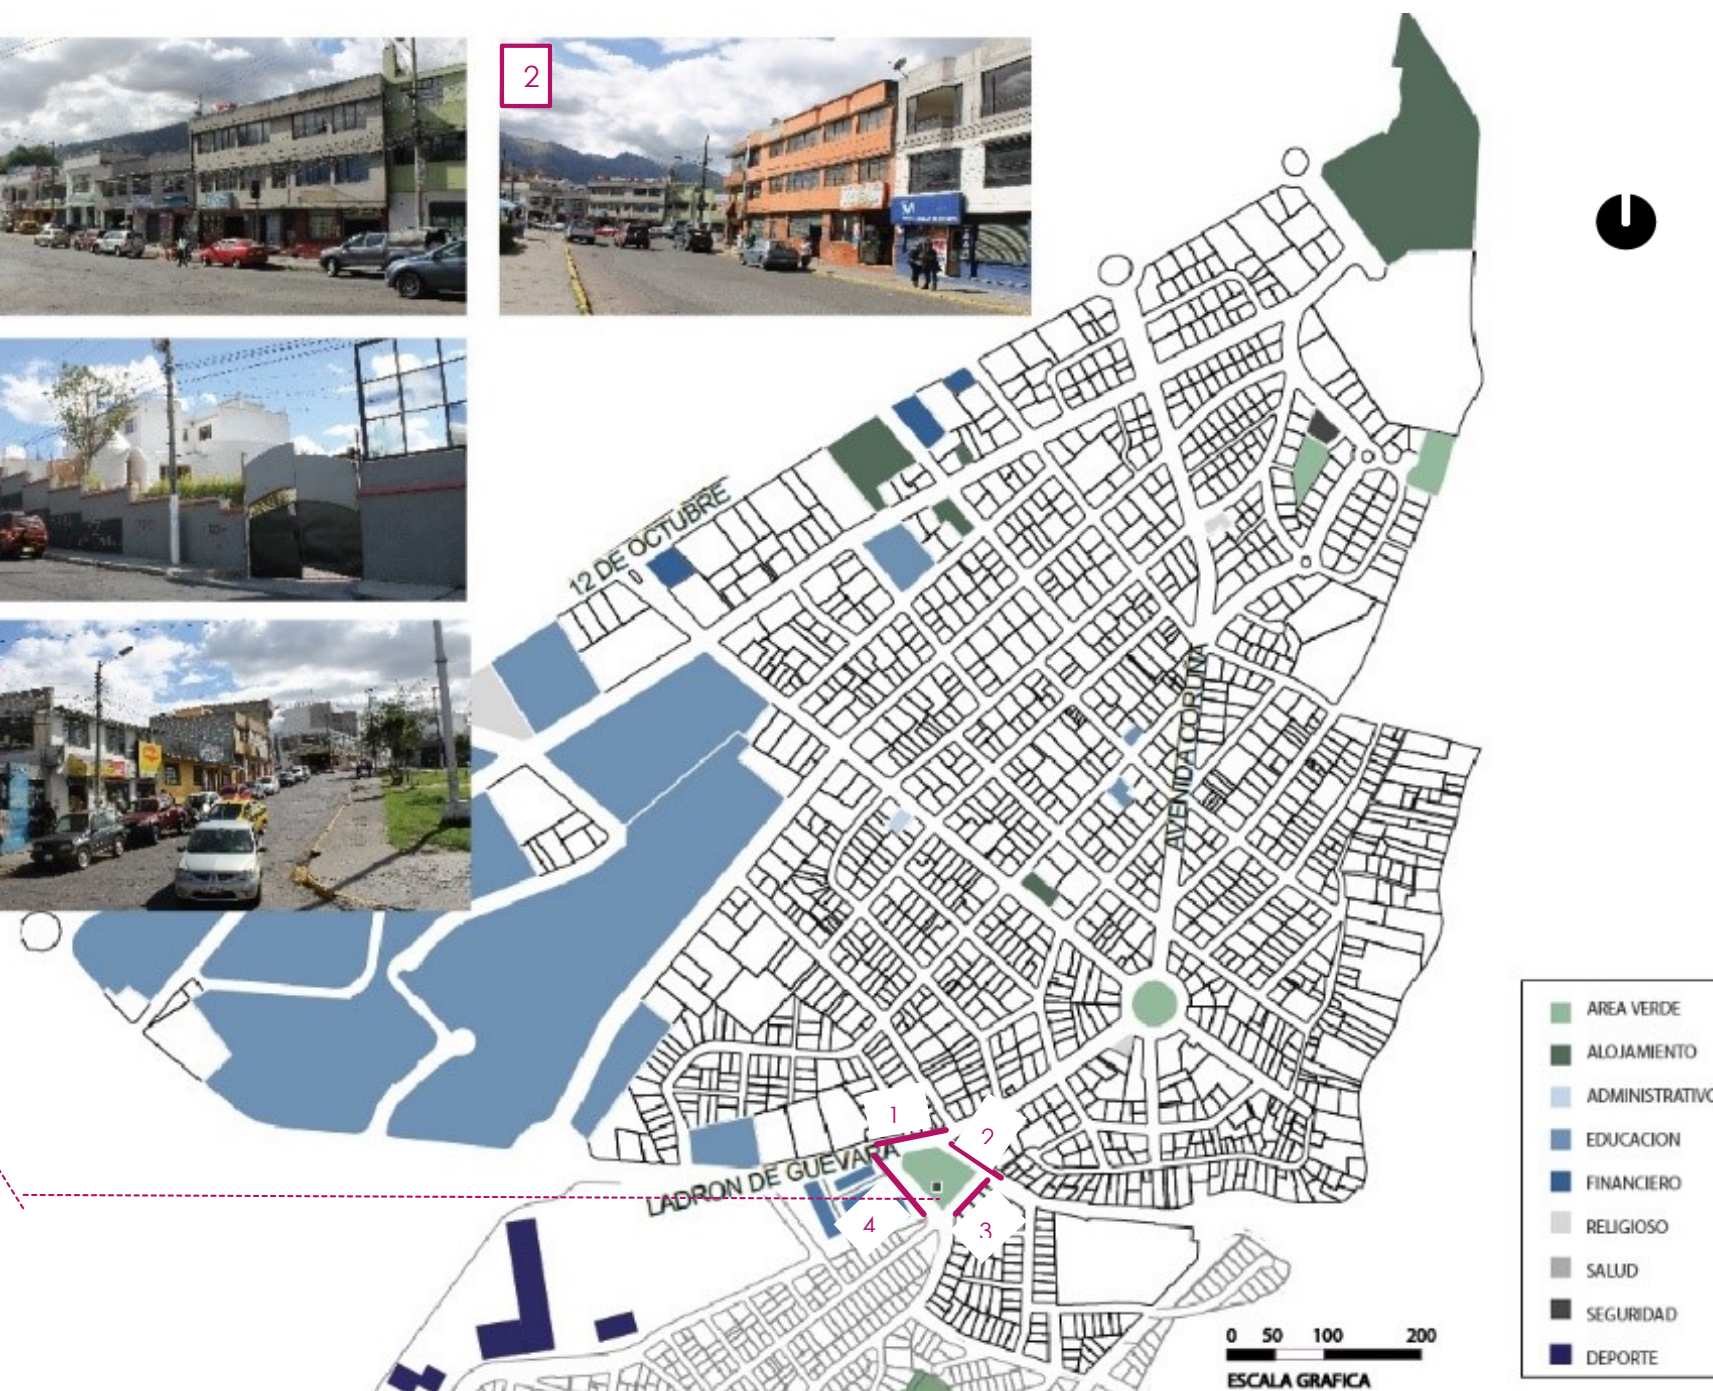 2
12 DE OCTUBRE
AVENIDA CORUÑA
1
2
LADRON DE GUEVARA
4
3
AREA VERDE
ALOJAMIENTO
ADMINISTRATIVO
EDUCACION
FINANCIERO
RELIGIOSO
SALUD
SEGURIDAD
DEPORTE
0 50 100 200
ESCALA GRAFICA